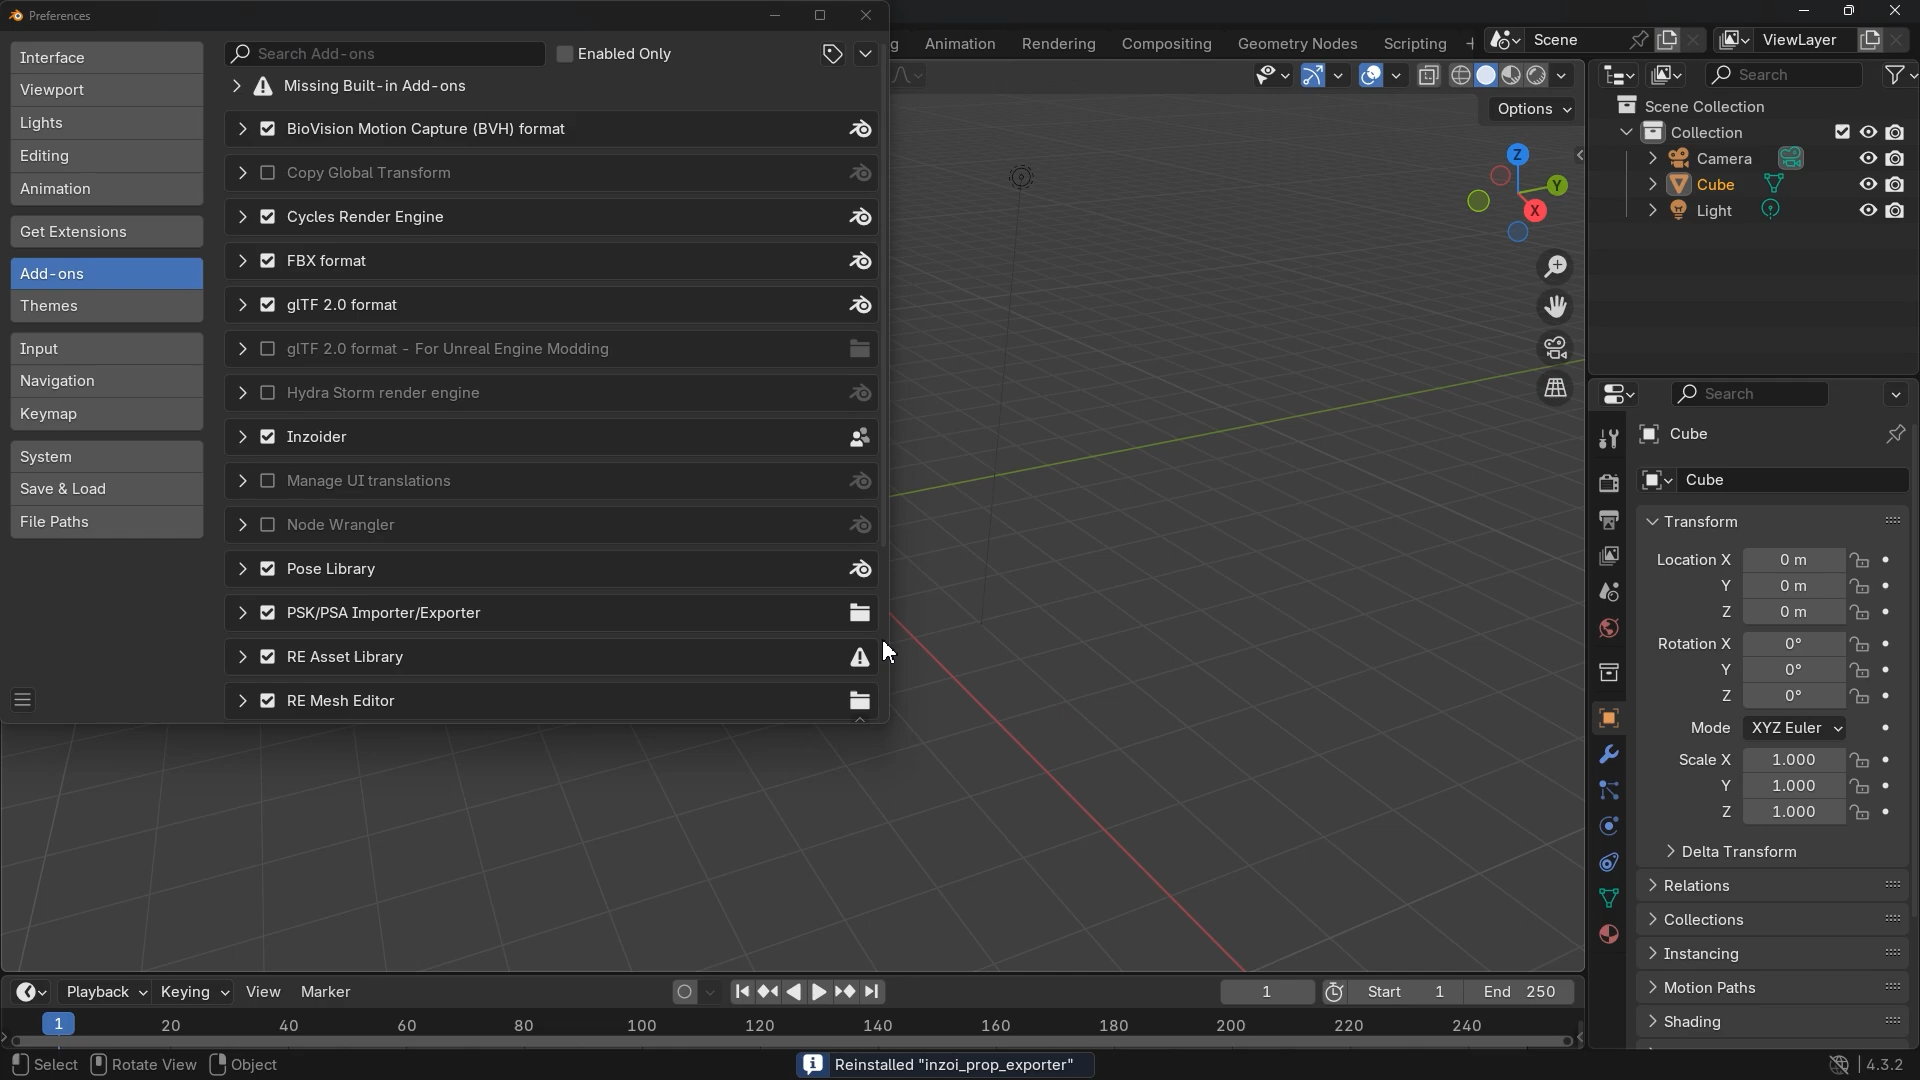 Preferences
Interface
Viewport
Lights
Editing
Animation
Get Extensions
Add-ons
Themes
Input
Navigation
Keymap
System
Save & Load
File Paths
Search Add-ons
Enabled Only
Missing Built-in Add-ons
BioVision Motion Capture (BVH) format
Copy Global Transform
Cycles Render Engine
FBX format
glTF 2.0 format
glTF 2.0 format - For Unreal Engine Modding
Hydra Storm render engine
Inzoider
Manage UI translations
Node Wrangler
Pose Library
PSK/PSA Importer/Exporter
RE Asset Library
RE Mesh Editor
g Animation Rendering Compositing Geometry Nodes Scripting +
Scene
ViewLayer
Options
Z
Y
X
Search
Scene Collection
Collection
Camera
Cube
Light
Search
Cube
Cube
Transform
Location X 0 m
Y 0 m
Z 0 m
Rotation X 0°
Y 0°
Z 0°
Mode XYZ Euler
Scale X 1.000
Y 1.000
Z 1.000
Delta Transform
Relations
Collections
Instancing
Motion Paths
Shading
Playback Keying View Marker
1 Start 1 End 250
1 20 40 60 80 100 120 140 160 180 200 220 240
Select Rotate View Object
Reinstalled "inzoi_prop_exporter"
4.3.2